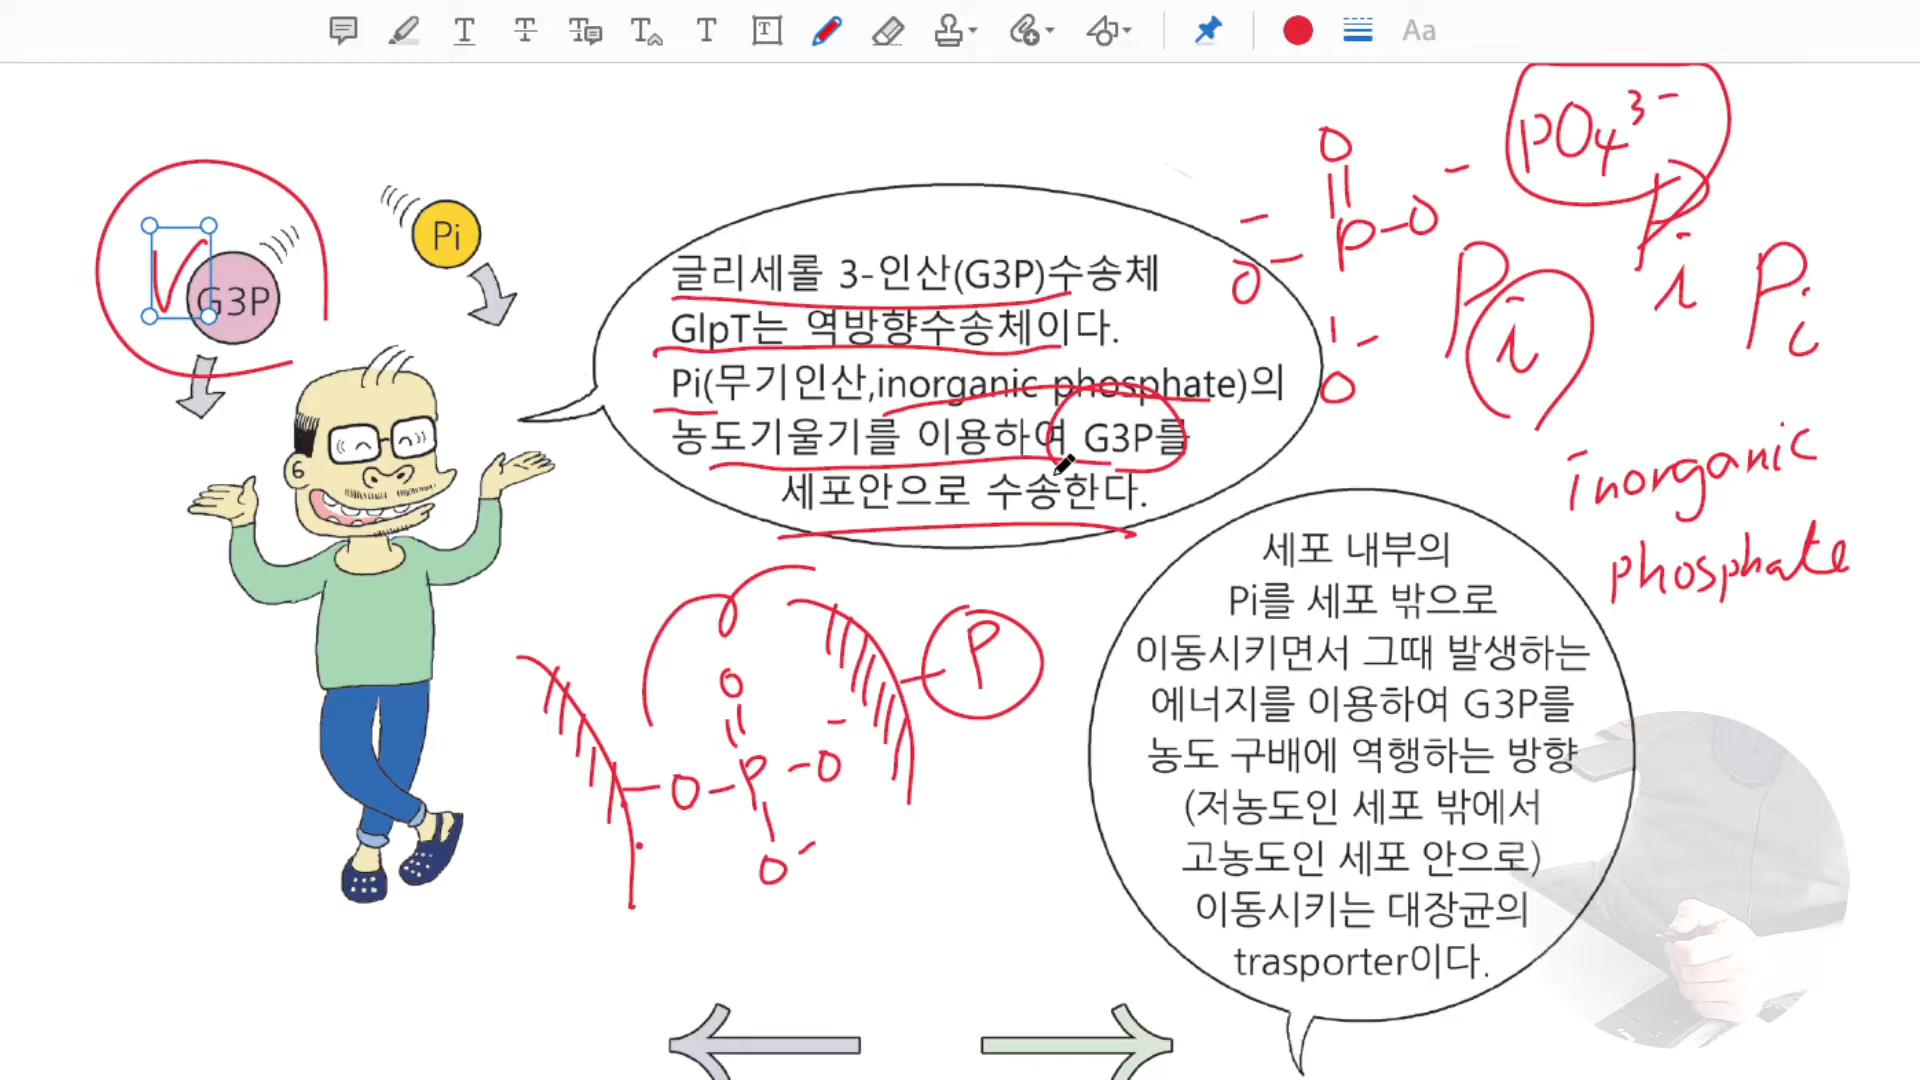 G3P
Pi
글리세롤 3-인산(G3P)수송체
GlpT는 역방향수송체이다.
Pi(무기인산,inorganic phosphate)의
농도기울기를 이용하여 G3P를
세포안으로 수송한다.
O
P-O
-
O-
-
O
-
PO₄³⁻
Pi
Pi
Pi
inorganic
phosphate
O
-O-P-O
-
O-
P
세포 내부의
Pi를 세포 밖으로
이동시키면서 그때 발생하는
에너지를 이용하여 G3P를
농도 구배에 역행하는 방향
(저농도인 세포 밖에서
고농도인 세포 안으로)
이동시키는 대장균의
trasporter이다.
T
T
T
T
T
T
Aa